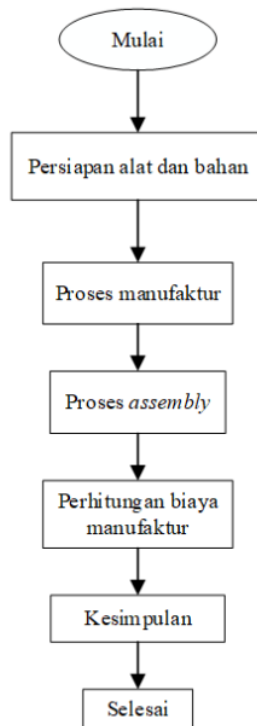 Mulai
Persiapan alat dan bahan
Proses manufaktur
Proses assembly
Perhitungan biaya
manufaktur
Kesimpulan
Selesai